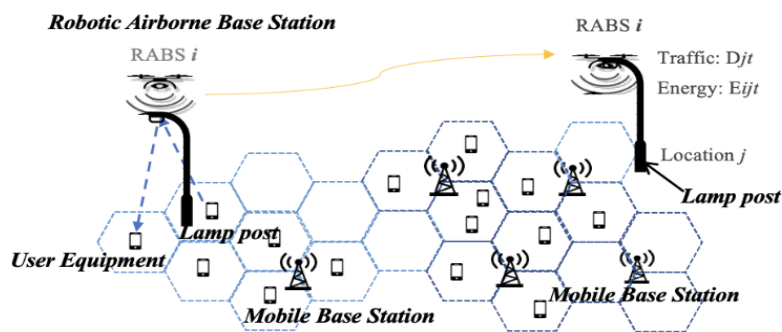 Robotic Airborne Base Station
RABS i
RABS i
Traffic: Djt
Energy: Eijt
Location j
Lamp post
Lamp post
User Equipment
Mobile Base Station
Mobile Base Station